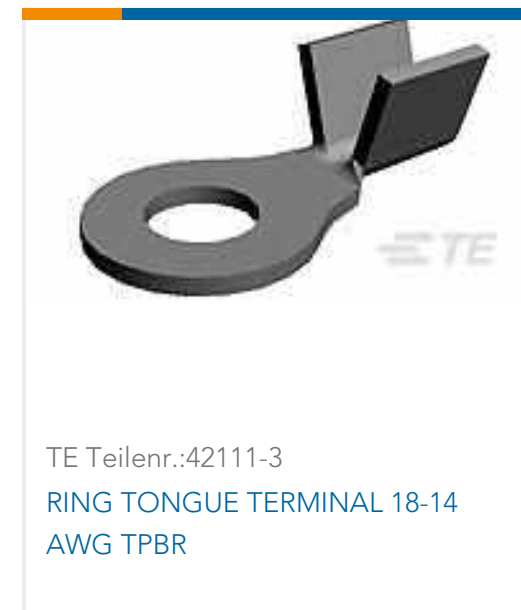 TE
TE Teilenr.:42111-3
RING TONGUE TERMINAL 18-14
AWG TPBR